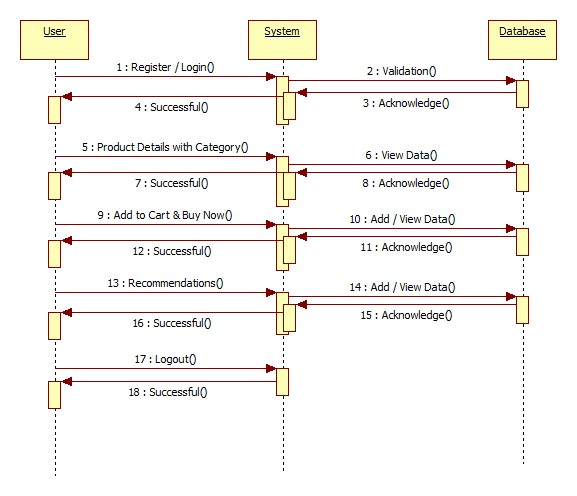 User System Database
1 : Register / Login()
2 : Validation()
4 : Successful()
3 : Acknowledge()
5 : Product Details with Category()
6 : View Data()
7 : Successful()
8 : Acknowledge()
9 : Add to Cart & Buy Now()
10 : Add / View Data()
12 : Successful()
11 : Acknowledge()
13 : Recommendations()
14 : Add / View Data()
16 : Successful()
15 : Acknowledge()
17 : Logout()
18 : Successful()